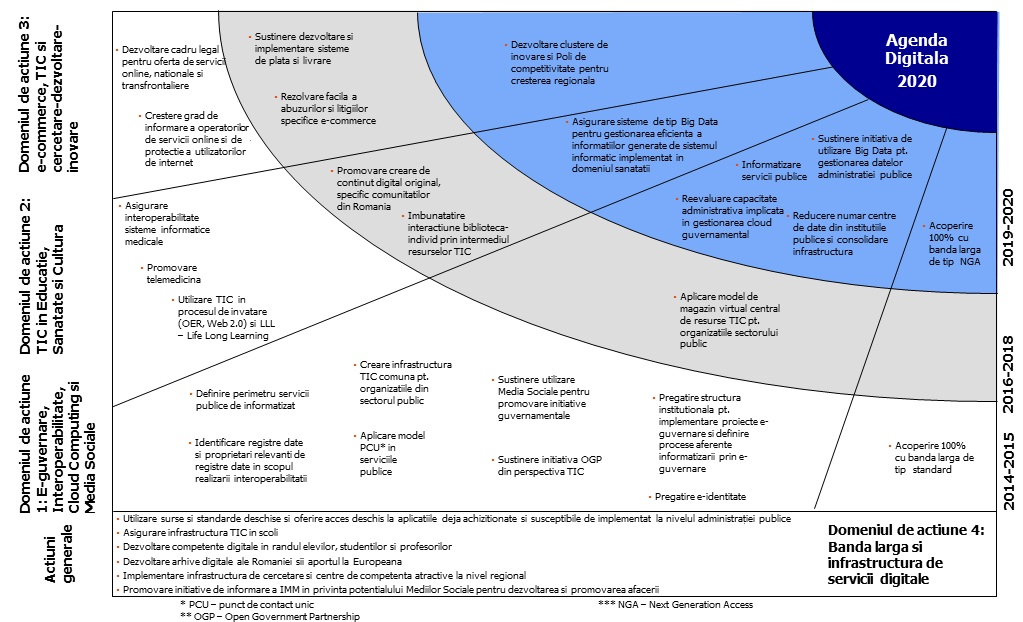 Domeniul de actiune 3:
e-commerce, TIC si
cercetare-dezvoltare-
inovare
• Dezvoltare cadru legal
pentru oferta de servicii
online, nationale si
transfrontaliere
• Crestere grad de
informare a operatorilor
de servicii online si de
protectie a utilizatorilor
de internet
• Sustinere dezvoltare si
implementare sisteme
de plata si livrare
• Rezolvare facila a
abuzurilor si litigiilor
specifice e-commerce
• Dezvoltare clustere de
inovare si Poli de
competitivitate pentru
cresterea regionala
Agenda
Digitala
2020
Domeniul de actiune 2:
TIC in Educatie,
Sanatate si Cultura
• Asigurare
interoperabilitate
sisteme informatice
medicale
• Promovare
telemedicina
• Utilizare TIC in
procesul de invatare
(OER, Web 2.0) si LLL
– Life Long Learning
• Promovare creare de
continut digital original,
specific comunitatilor
din Romania
• Imbunatatire
interactiune biblioteca-
individ prin intermediul
resurselor TIC
• Asigurare sisteme de tip Big Data
pentru gestionarea eficienta a
informatiilor generate de sistemul
informatic implementat in
domeniul sanatatii
Domeniul de actiune
1: E-guvernare,
Interoperabilitate,
Cloud Computing si
Media Sociale
• Definire perimetru servicii
publice de informatizat
• Identificare registre date
si proprietari relevanti de
registre date in scopul
realizarii interoperabilitatii
• Creare infrastructura
TIC comuna pt.
organizatiile din
sectorul public
• Aplicare model
PCU* in
serviciile
publice
• Sustinere utilizare
Media Sociale pentru
promovare initiative
guvernamentale
• Sustinere initiativa OGP
din perspectiva TIC
• Pregatire structura
institutionala pt.
implementare proiecte e-
guvernare si definire
procese aferente
informatizarii prin e-
guvernare
• Pregatire e-identitate
• Aplicare model de
magazin virtual central
de resurse TIC pt.
organizatiile sectorului
public
• Informatizare
servicii publice
• Sustinere initiativa de
utilizare Big Data pt.
gestionarea datelor
administratiei publice
• Reevaluare capacitate
administrativa implicata
in gestionarea cloud
guvernamental
• Reducere numar centre
de date din institutiile
publice si consolidare
infrastructura
• Acoperire
100% cu
banda larga
de tip NGA
• Acoperire 100%
cu banda larga de
tip standard
2019-2020
2016-2018
2014-2015
Actiuni
generale
• Utilizare surse si standarde deschise si oferire acces deschis la aplicatiile deja achizitionate si susceptibile de implementat la nivelul administrației publice
• Asigurare infrastructura TIC in scoli
• Dezvoltare competente digitale in randul elevilor, studentilor si profesorilor
• Dezvoltare arhive digitale ale Romaniei sii aportul la Europeana
• Implementare infrastructura de cercetare si centre de competenta atractive la nivel regional
• Promovare initiative de informare a IMM in privinta potentialului Mediilor Sociale pentru dezvoltarea si promovarea afacerii
Domeniul de actiune 4:
Banda larga si
infrastructura de
servicii digitale
* PCU – punct de contact unic
** OGP – Open Government Partnership
*** NGA – Next Generation Access